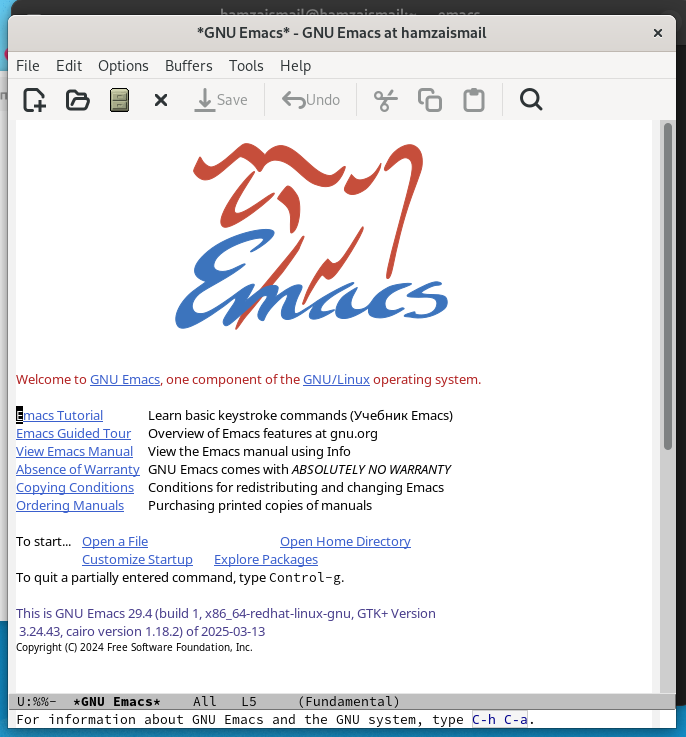 *GNU Emacs* - GNU Emacs at hamzaismail
File Edit Options Buffers Tools Help
Save Undo
Emacs
Welcome to GNU Emacs, one component of the GNU/Linux operating system.
Emacs Tutorial Learn basic keystroke commands (Учебник Emacs)
Emacs Guided Tour Overview of Emacs features at gnu.org
View Emacs Manual View the Emacs manual using Info
Absence of Warranty GNU Emacs comes with ABSOLUTELY NO WARRANTY
Copying Conditions Conditions for redistributing and changing Emacs
Ordering Manuals Purchasing printed copies of manuals
To start... Open a File Open Home Directory
Customize Startup Explore Packages
To quit a partially entered command, type Control-g.
This is GNU Emacs 29.4 (build 1, x86_64-redhat-linux-gnu, GTK+ Version
3.24.43, cairo version 1.18.2) of 2025-03-13
Copyright (C) 2024 Free Software Foundation, Inc.
U:%%- *GNU Emacs* All L5 (Fundamental)
For information about GNU Emacs and the GNU system, type C-h C-a.